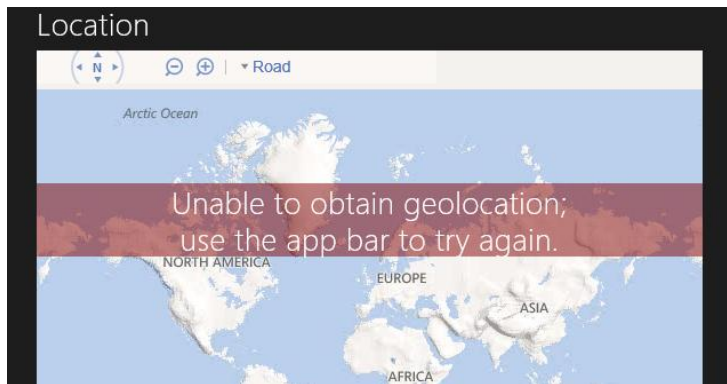 Location
N
Road
Arctic Ocean
Unable to obtain geolocation;
use the app bar to try again.
NORTH AMERICA
EUROPE
ASIA
AFRICA